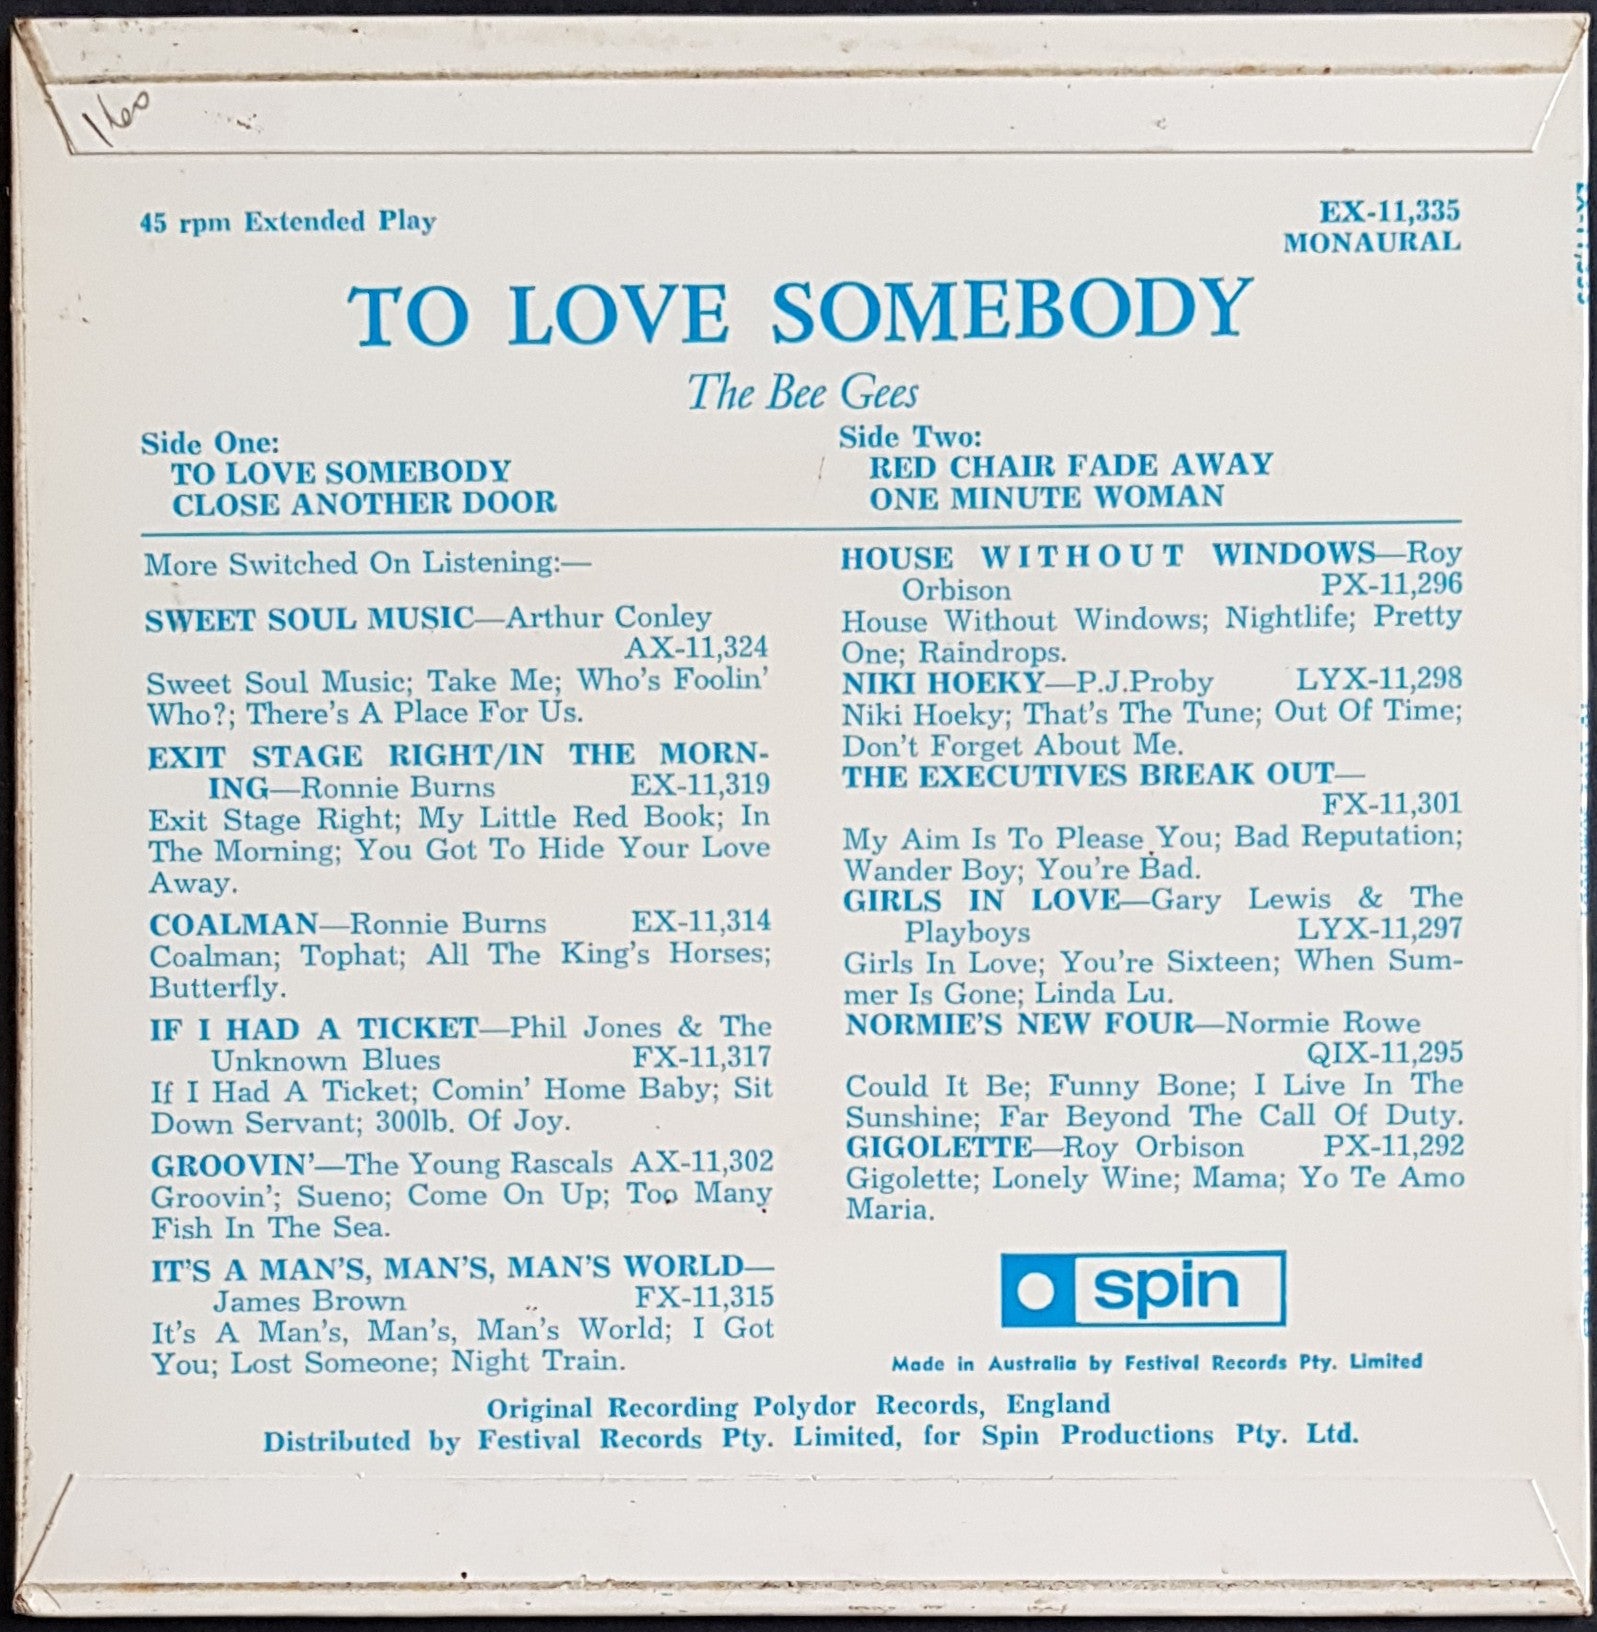 1600
45 rpm Extended Play
EX-11,335
MONAURAL
TO LOVE SOMEBODY
The Bee Gees
Side One:
TO LOVE SOMEBODY
CLOSE ANOTHER DOOR
Side Two:
RED CHAIR FADE AWAY
ONE MINUTE WOMAN
More Switched On Listening:—
SWEET SOUL MUSIC—Arthur Conley
AX-11,324
Sweet Soul Music; Take Me; Who's Foolin'
Who?; There's A Place For Us.
EXIT STAGE RIGHT/IN THE MORN-
ING—Ronnie Burns EX-11,319
Exit Stage Right; My Little Red Book; In
The Morning; You Got To Hide Your Love
Away.
COALMAN—Ronnie Burns EX-11,314
Coalman; Tophat; All The King's Horses;
Butterfly.
IF I HAD A TICKET—Phil Jones & The
Unknown Blues FX-11,317
If I Had A Ticket; Comin' Home Baby; Sit
Down Servant; 300lb. Of Joy.
GROOVIN'—The Young Rascals AX-11,302
Groovin'; Sueno; Come On Up; Too Many
Fish In The Sea.
IT'S A MAN'S, MAN'S, MAN'S WORLD—
James Brown FX-11,315
It's A Man's, Man's, Man's World; I Got
You; Lost Someone; Night Train.
HOUSE WITHOUT WINDOWS—Roy
Orbison PX-11,296
House Without Windows; Nightlife; Pretty
One; Raindrops.
NIKI HOEKY—P.J.Proby LYX-11,298
Niki Hoeky; That's The Tune; Out Of Time;
Don't Forget About Me.
THE EXECUTIVES BREAK OUT—
FX-11,301
My Aim Is To Please You; Bad Reputation;
Wander Boy; You're Bad.
GIRLS IN LOVE—Gary Lewis & The
Playboys LYX-11,297
Girls In Love; You're Sixteen; When Sum-
mer Is Gone; Linda Lu.
NORMIE'S NEW FOUR—Normie Rowe
QIX-11,295
Could It Be; Funny Bone; I Live In The
Sunshine; Far Beyond The Call Of Duty.
GIGOLETTE—Roy Orbison PX-11,292
Gigolette; Lonely Wine; Mama; Yo Te Amo
Maria.
spin
Made in Australia by Festival Records Pty. Limited
Original Recording Polydor Records, England
Distributed by Festival Records Pty. Limited, for Spin Productions Pty. Ltd.